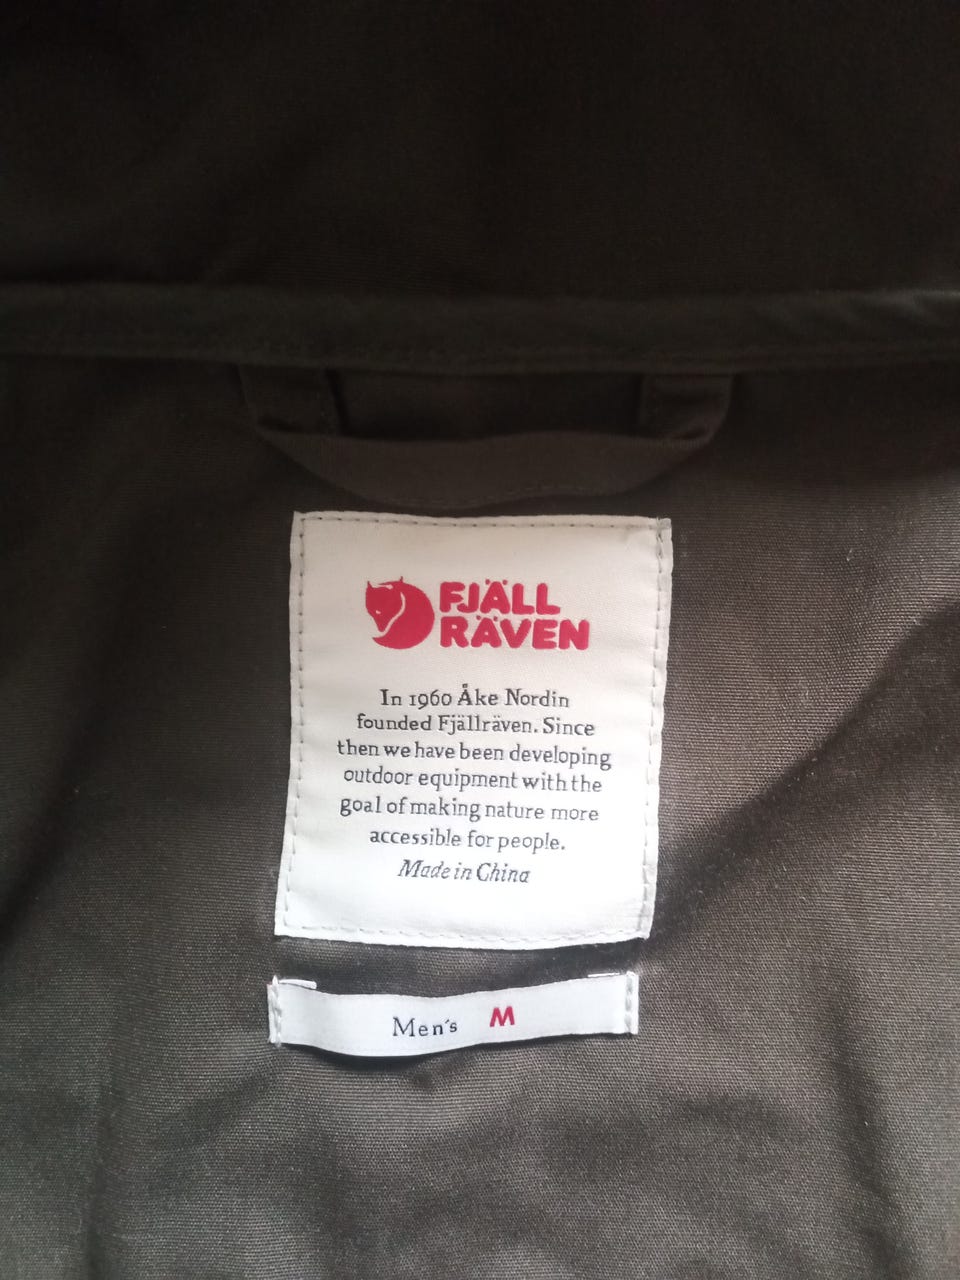 FJÄLL
RÄVEN
In 1960 Åke Nordin
founded Fjällräven. Since
then we have been developing
outdoor equipment with the
goal of making nature more
accessible for people.
Made in China
Men's M